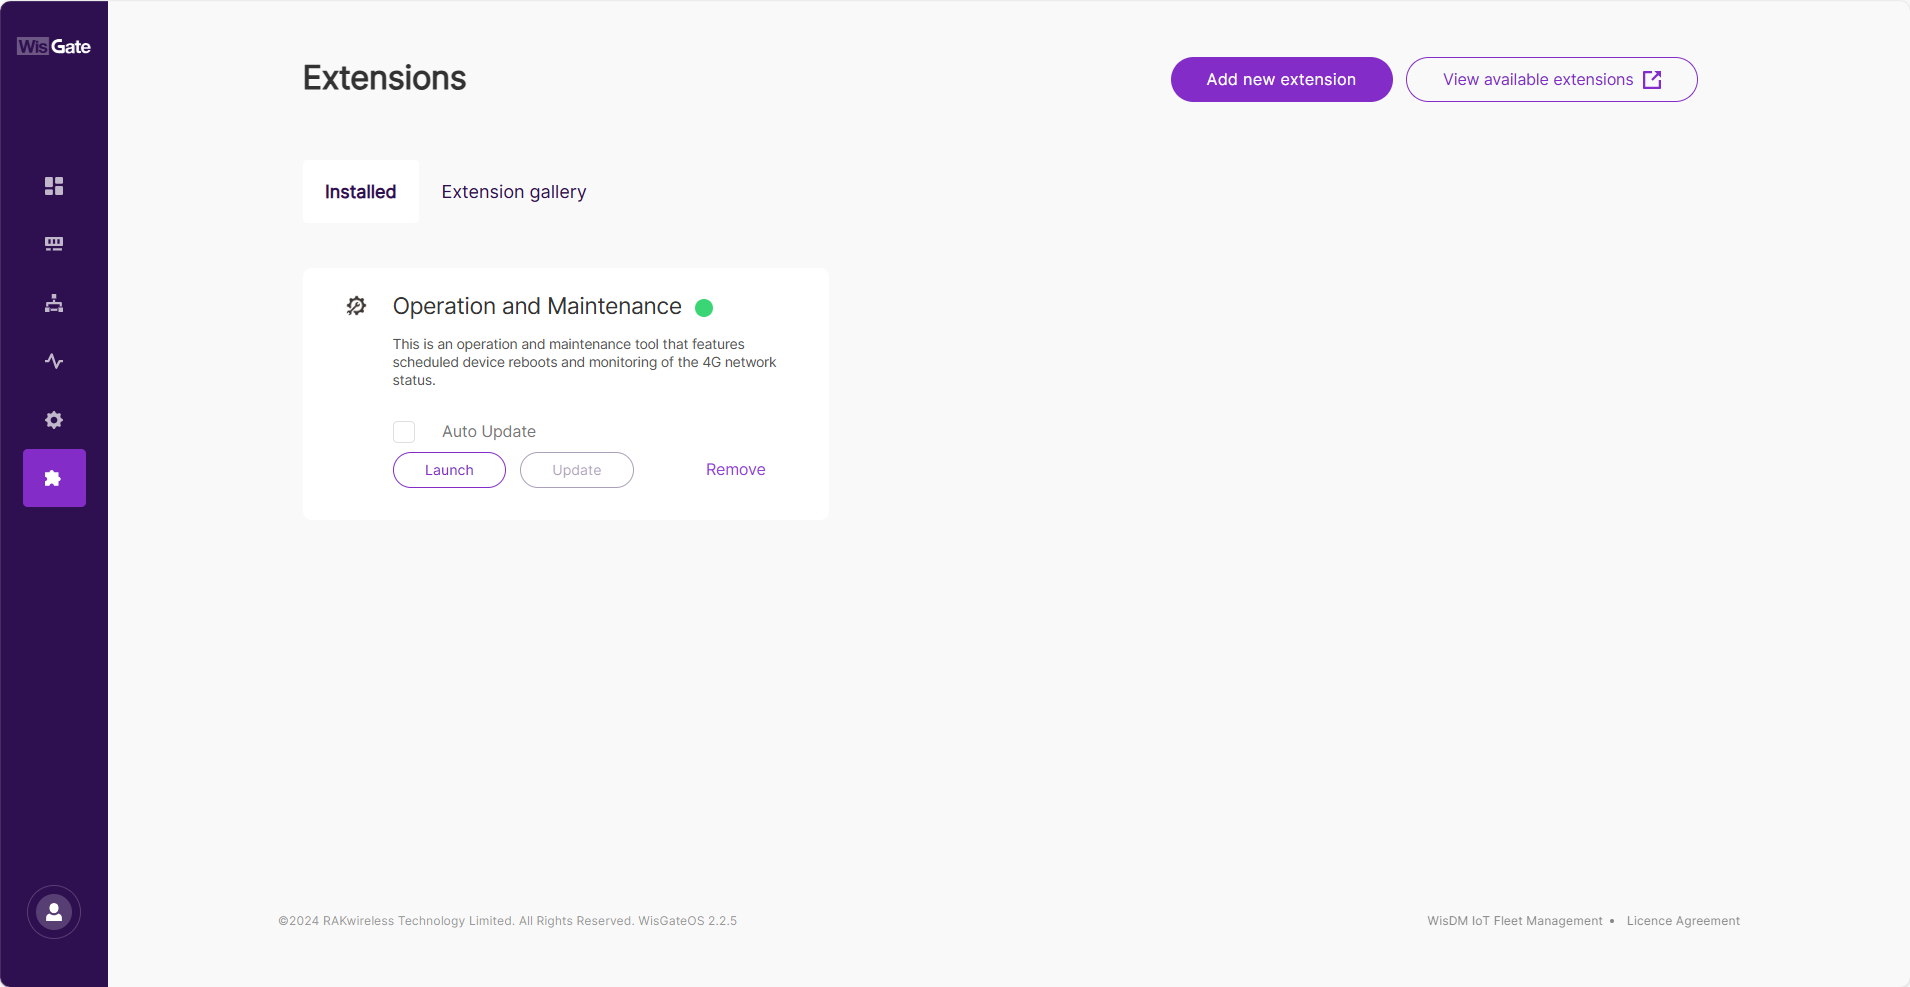 WisGate
Extensions
Add new extension
View available extensions
Installed
Extension gallery
Operation and Maintenance
This is an operation and maintenance tool that features
scheduled device reboots and monitoring of the 4G network
status.
Auto Update
Launch
Update
Remove
©2024 RAKwireless Technology Limited. All Rights Reserved. WisGateOS 2.2.5
WisDM IoT Fleet Management • Licence Agreement